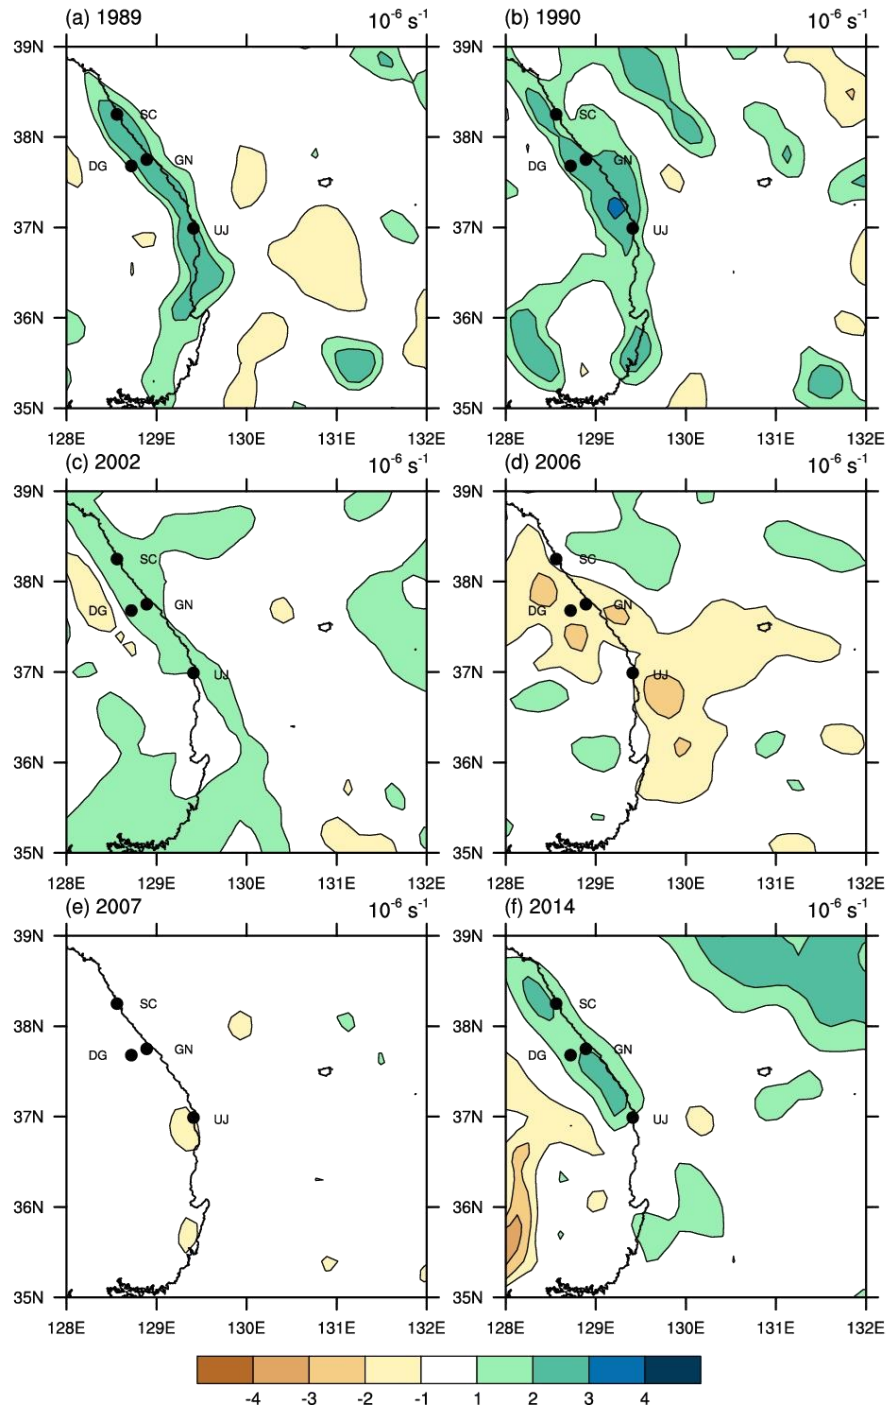 (a) 1989 10⁻⁶ s⁻¹
39N
38N
37N
36N
35N
SC
DG GN
UJ
128E 129E 130E 131E 132E
(b) 1990 10⁻⁶ s⁻¹
39N
38N
37N
36N
35N
SC
DG GN
UJ
128E 129E 130E 131E 132E
(c) 2002 10⁻⁶ s⁻¹
39N
38N
37N
36N
35N
SC
DG GN
UJ
128E 129E 130E 131E 132E
(d) 2006 10⁻⁶ s⁻¹
39N
38N
37N
36N
35N
SC
DG GN
UJ
128E 129E 130E 131E 132E
(e) 2007 10⁻⁶ s⁻¹
39N
38N
37N
36N
35N
SC
DG GN
UJ
128E 129E 130E 131E 132E
(f) 2014 10⁻⁶ s⁻¹
39N
38N
37N
36N
35N
SC
DG GN
UJ
128E 129E 130E 131E 132E
-4 -3 -2 -1 1 2 3 4